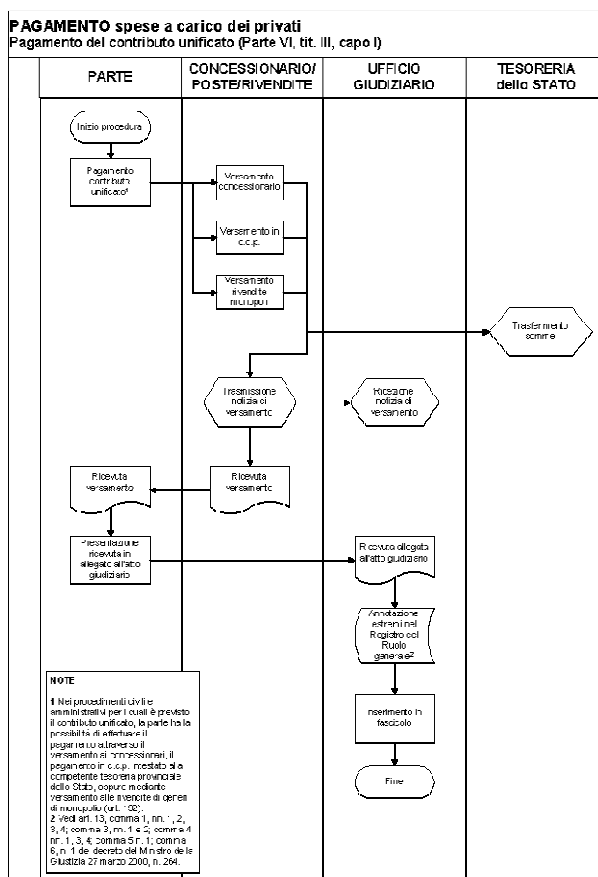 PAGAMENTO spese a carico dei privati
Pagamento del contributo unificato (Parte VI, tit. III, capo I)
PARTE
CONCESSIONARIO/
POSTE/RIVENDITE
UFFICIO
GIUDIZIARIO
TESORERIA
dello STATO
Inizio procedura
Pagamento
contributo
unificato¹
Versamento
concessionario
Versamento in
c.c.p.
Versamento
rivendite
monopoli
Trasferimento
somme
Trasmissione
notizia di
versamento
Ricezione
notizia di
versamento
Ricevuta
versamento
Ricevuta
versamento
Presentazione
ricevuta in
allegato all'atto
giudiziario
Ricevuta allegata
all'atto giudiziario
Annotazione
estremi nel
Registro del
Ruolo
generale²
Inserimento in
fascicolo
Fine
NOTE
1 Nei procedimenti civili e
amministrativi per i quali è previsto
il contributo unificato, la parte ha la
possibilità di effettuare il
pagamento attraverso il
versamento ai concessionari, il
pagamento in c.c.p. intestato alla
competente tesoreria provinciale
dello Stato, oppure mediante
versamento alle rivendite di generi
di monopolio (art. 192).
2 Vedi art. 13, comma 1, nn. 1, 2,
3, 4; comma 3, nn. 1 e 2; comma 4
nn. 1, 3, 4; comma 5 n. 1; comma
6, n. 1 del decreto del Ministro della
Giustizia 27 marzo 2000, n. 264.